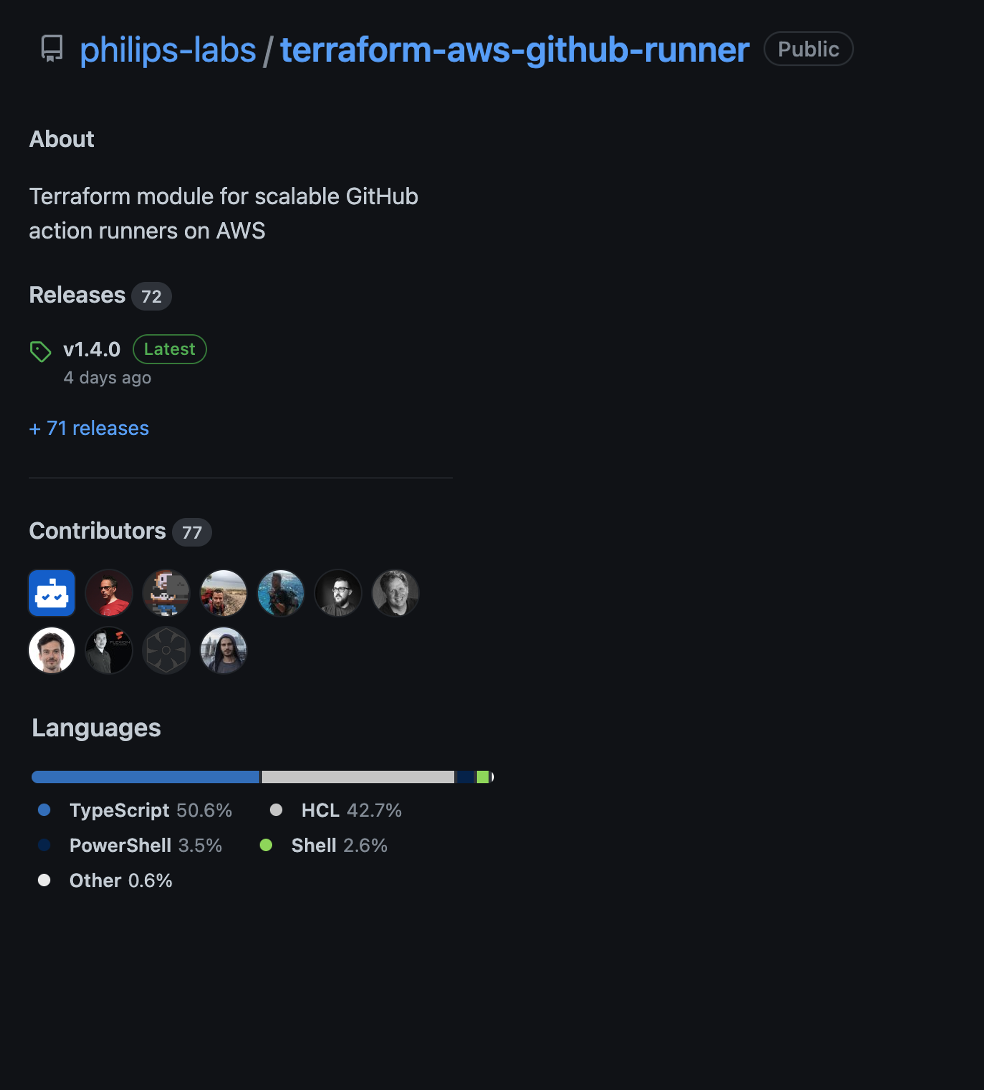 philips-labs/terraform-aws-github-runner Public
About
Terraform module for scalable GitHub
action runners on AWS
Releases 72
v1.4.0 Latest
4 days ago
+ 71 releases
Contributors 77
Languages
TypeScript 50.6% HCL 42.7%
PowerShell 3.5% Shell 2.6%
Other 0.6%